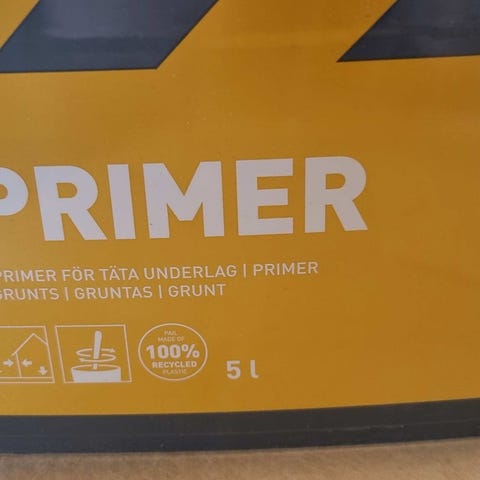 PRIMER
PRIMER FÖR TÄTA UNDERLAG | PRIMER
GRUNTS | GRUNTAS | GRUNT
PAIL
MADE OF
100%
RECYCLED
PLASTIC
5 l